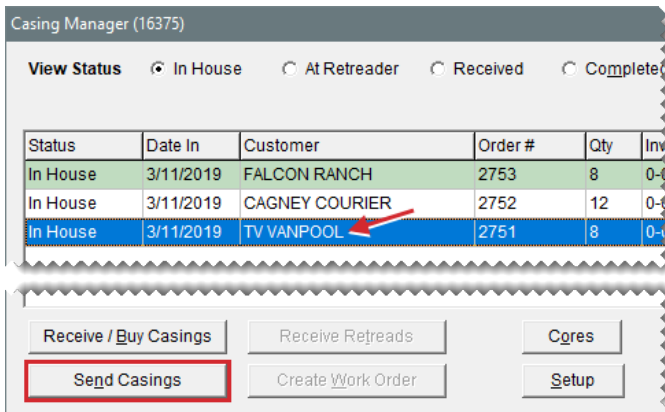 Casing Manager (16375)
View Status In House At Retreader Received Completed
Status Date In Customer Order # Qty
In House 3/11/2019 FALCON RANCH 2753 8
In House 3/11/2019 CAGNEY COURIER 2752 12
In House 3/11/2019 TV VANPOOL 2751 8
Receive / Buy Casings Receive Retreads Cores
Send Casings Create Work Order Setup